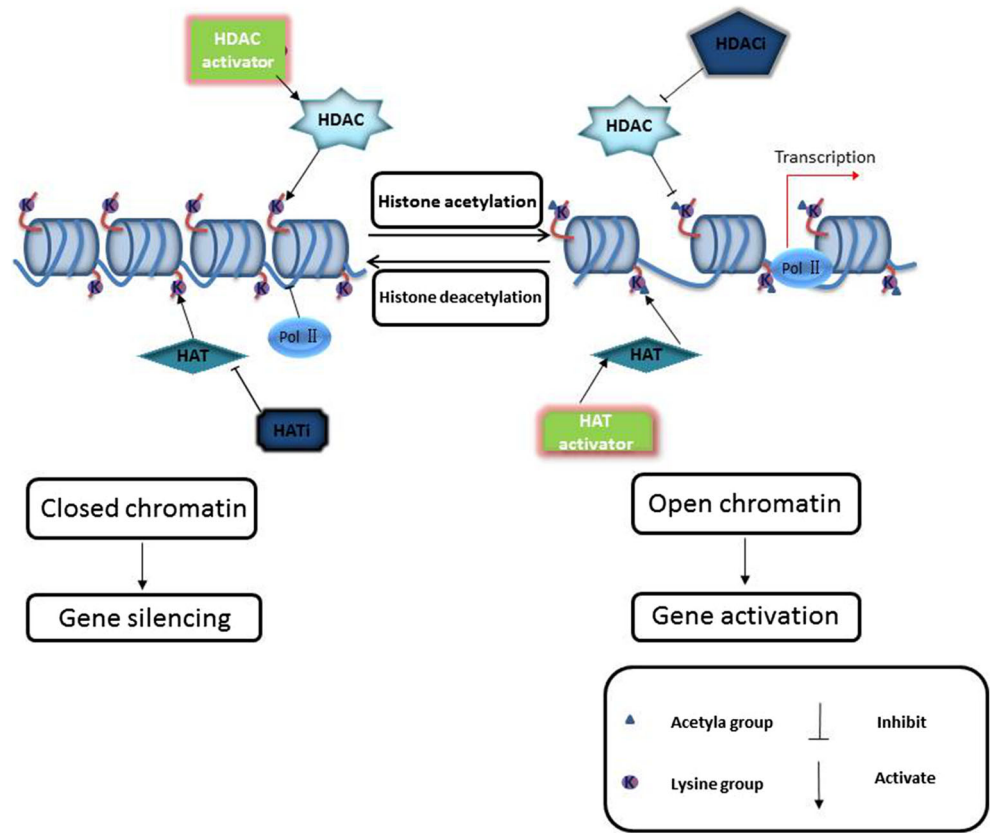 HDAC
activator
HDACi
HDAC
HDAC
Transcription
K
K
K
K
Histone acetylation
K
K
K
Pol II
K
K
K
Histone deacetylation
K
K
K
Pol II
HAT
HAT
HATi
HAT
activator
Closed chromatin
Open chromatin
Gene silencing
Gene activation
Acetyla group
Inhibit
K
Lysine group
Activate